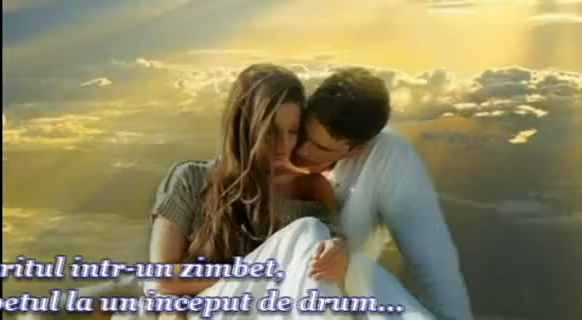 ritul intr-un zimbet,
petul la un inceput de drum...